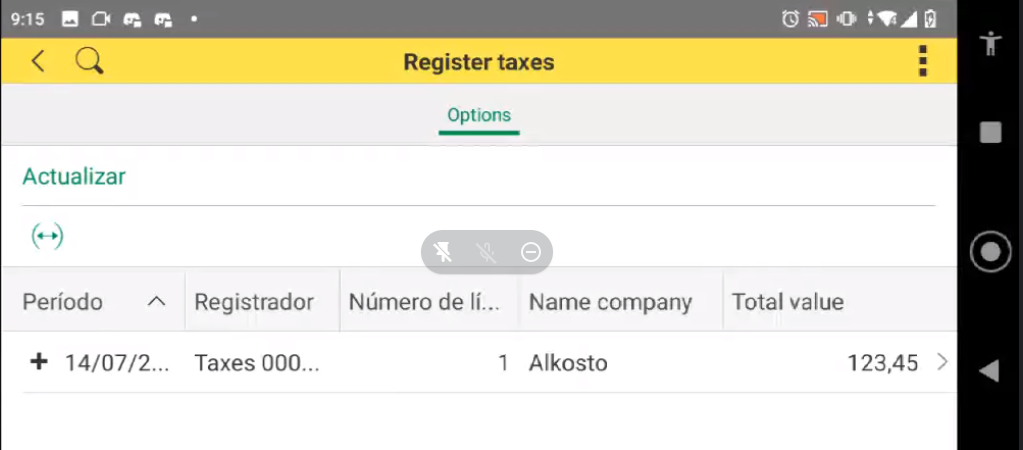 9:15
Register taxes
Options
Actualizar
Período Registrador Número de lí... Name company Total value
14/07/2... Taxes 000... 1 Alkosto 123,45